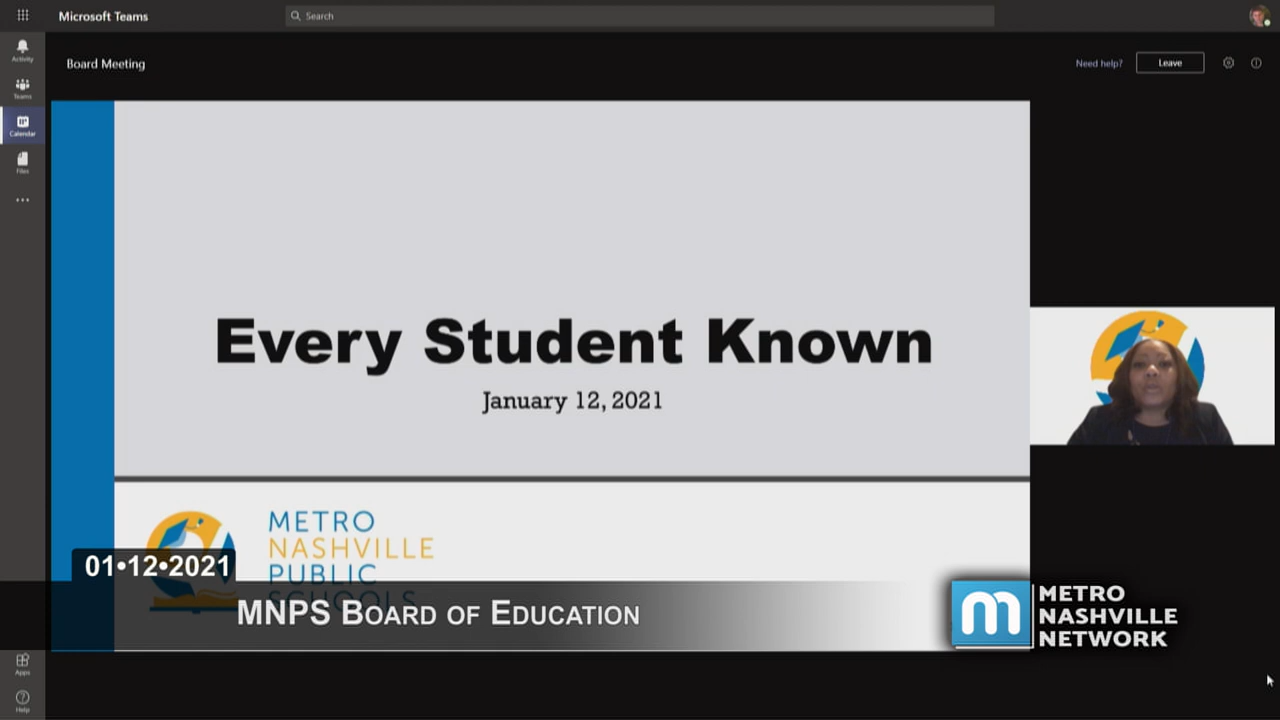 Microsoft Teams
Search
Activity
Board Meeting
Need help?
Leave
Teams
Calendar
Files
Every Student Known
January 12, 2021
METRO
NASHVILLE
PUBLIC
SCHOOLS
01•12•2021
MNPS BOARD OF EDUCATION
m
METRO
NASHVILLE
NETWORK
Apps
Help